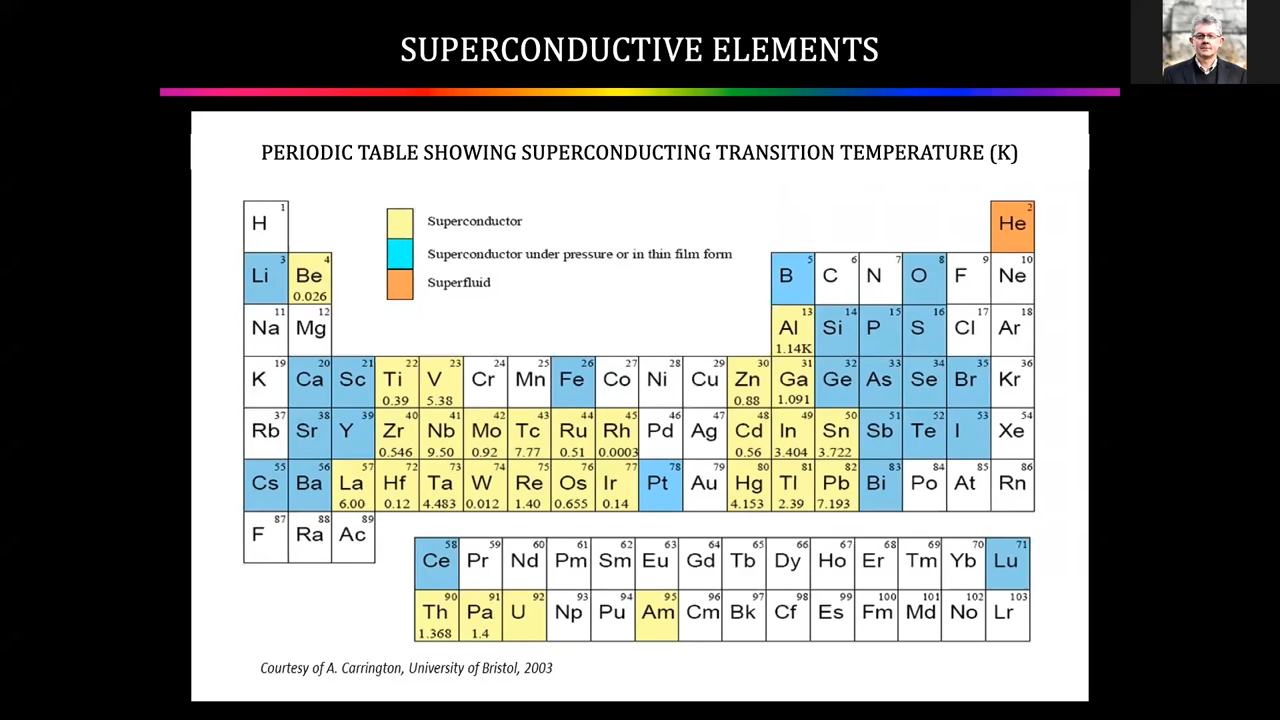 SUPERCONDUCTIVE ELEMENTS
PERIODIC TABLE SHOWING SUPERCONDUCTING TRANSITION TEMPERATURE (K)
Superconductor
Superconductor under pressure or in thin film form
Superfluid
1 2
H He
3 4 5 6 7 8 9 10
Li Be B C N O F Ne
0.026
11 12 13 14 15 16 17 18
Na Mg Al Si P S Cl Ar
1.14K
19 20 21 22 23 24 25 26 27 28 29 30 31 32 33 34 35 36
K Ca Sc Ti V Cr Mn Fe Co Ni Cu Zn Ga Ge As Se Br Kr
0.39 5.38 0.88 1.091
37 38 39 40 41 42 43 44 45 46 47 48 49 50 51 52 53 54
Rb Sr Y Zr Nb Mo Tc Ru Rh Pd Ag Cd In Sn Sb Te I Xe
0.546 9.50 0.92 7.77 0.51 0.0003 0.56 3.404 3.722
55 56 57 72 73 74 75 76 77 78 79 80 81 82 83 84 85 86
Cs Ba La Hf Ta W Re Os Ir Pt Au Hg Tl Pb Bi Po At Rn
6.00 0.12 4.483 0.012 1.40 0.655 0.14 4.153 2.39 7.193
87 88 89
F Ra Ac
58 59 60 61 62 63 64 65 66 67 68 69 70 71
Ce Pr Nd Pm Sm Eu Gd Tb Dy Ho Er Tm Yb Lu
90 91 92 93 94 95 96 97 98 99 100 101 102 103
Th Pa U Np Pu Am Cm Bk Cf Es Fm Md No Lr
1.368 1.4
Courtesy of A. Carrington, University of Bristol, 2003